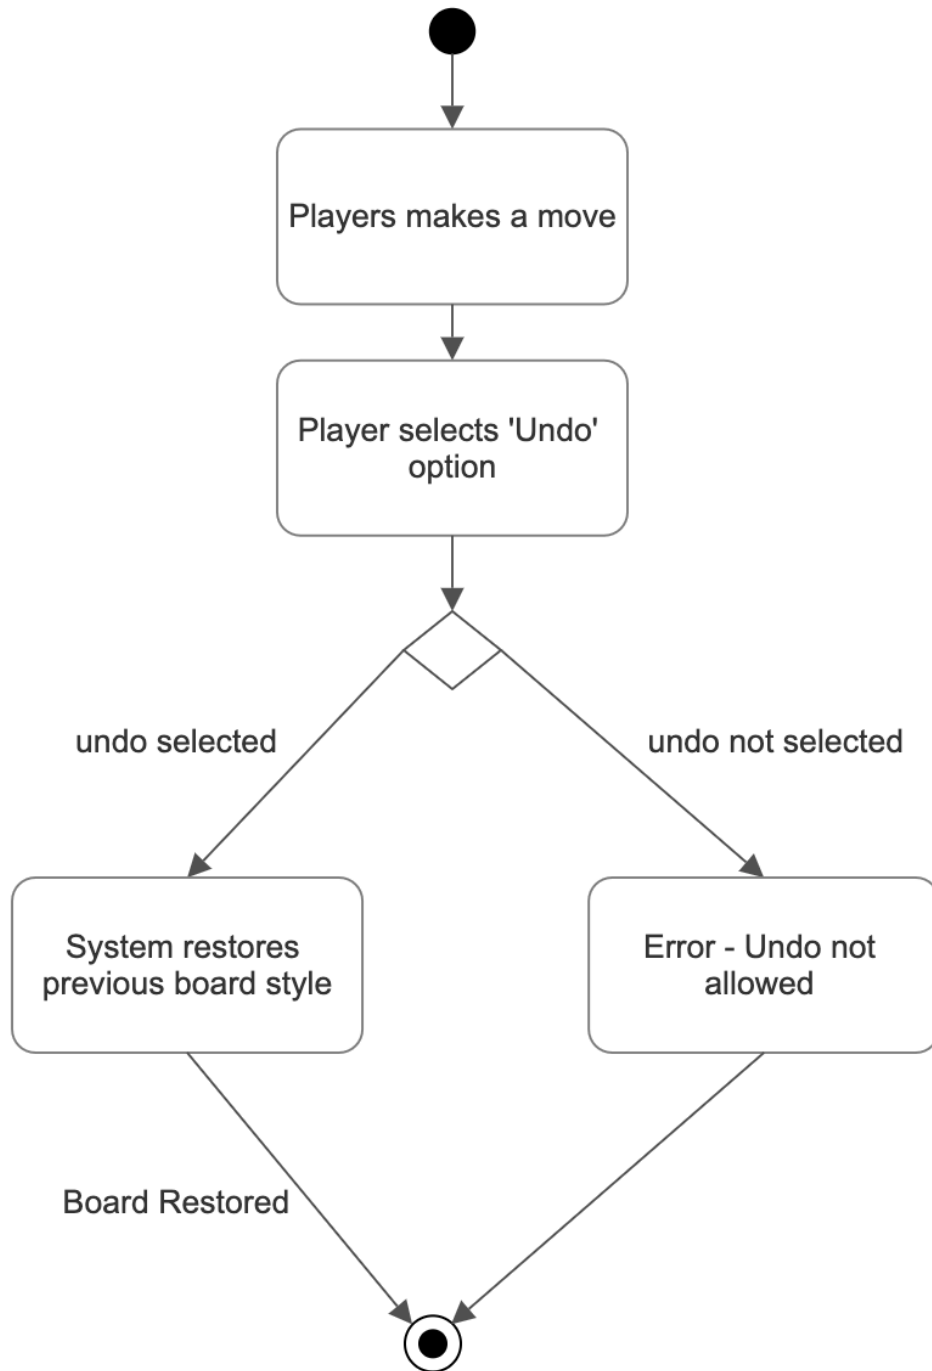 Players makes a move
Player selects 'Undo'
option
undo selected
undo not selected
System restores
previous board style
Error - Undo not
allowed
Board Restored